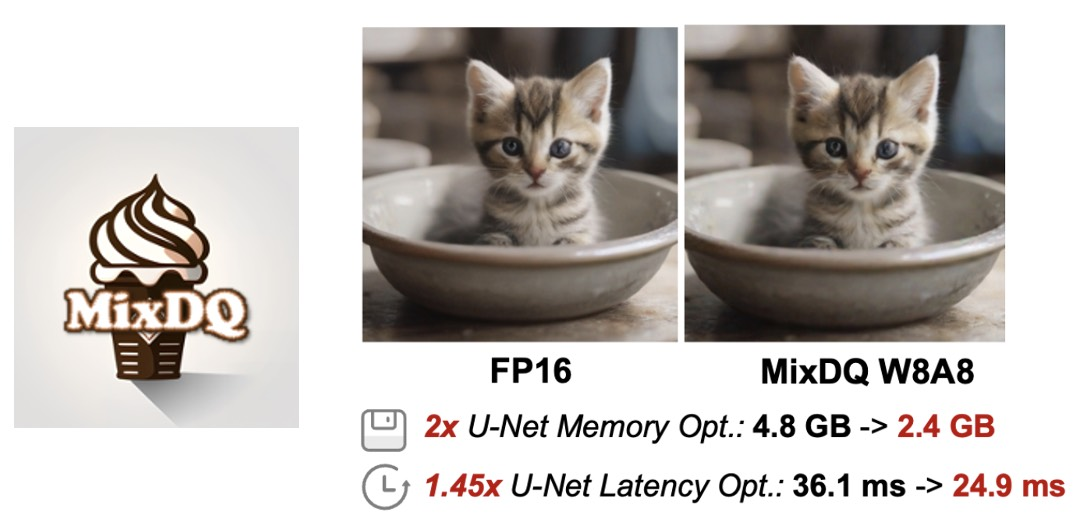 MixDQ
FP16
MixDQ W8A8
2x U-Net Memory Opt.: 4.8 GB -> 2.4 GB
1.45x U-Net Latency Opt.: 36.1 ms -> 24.9 ms